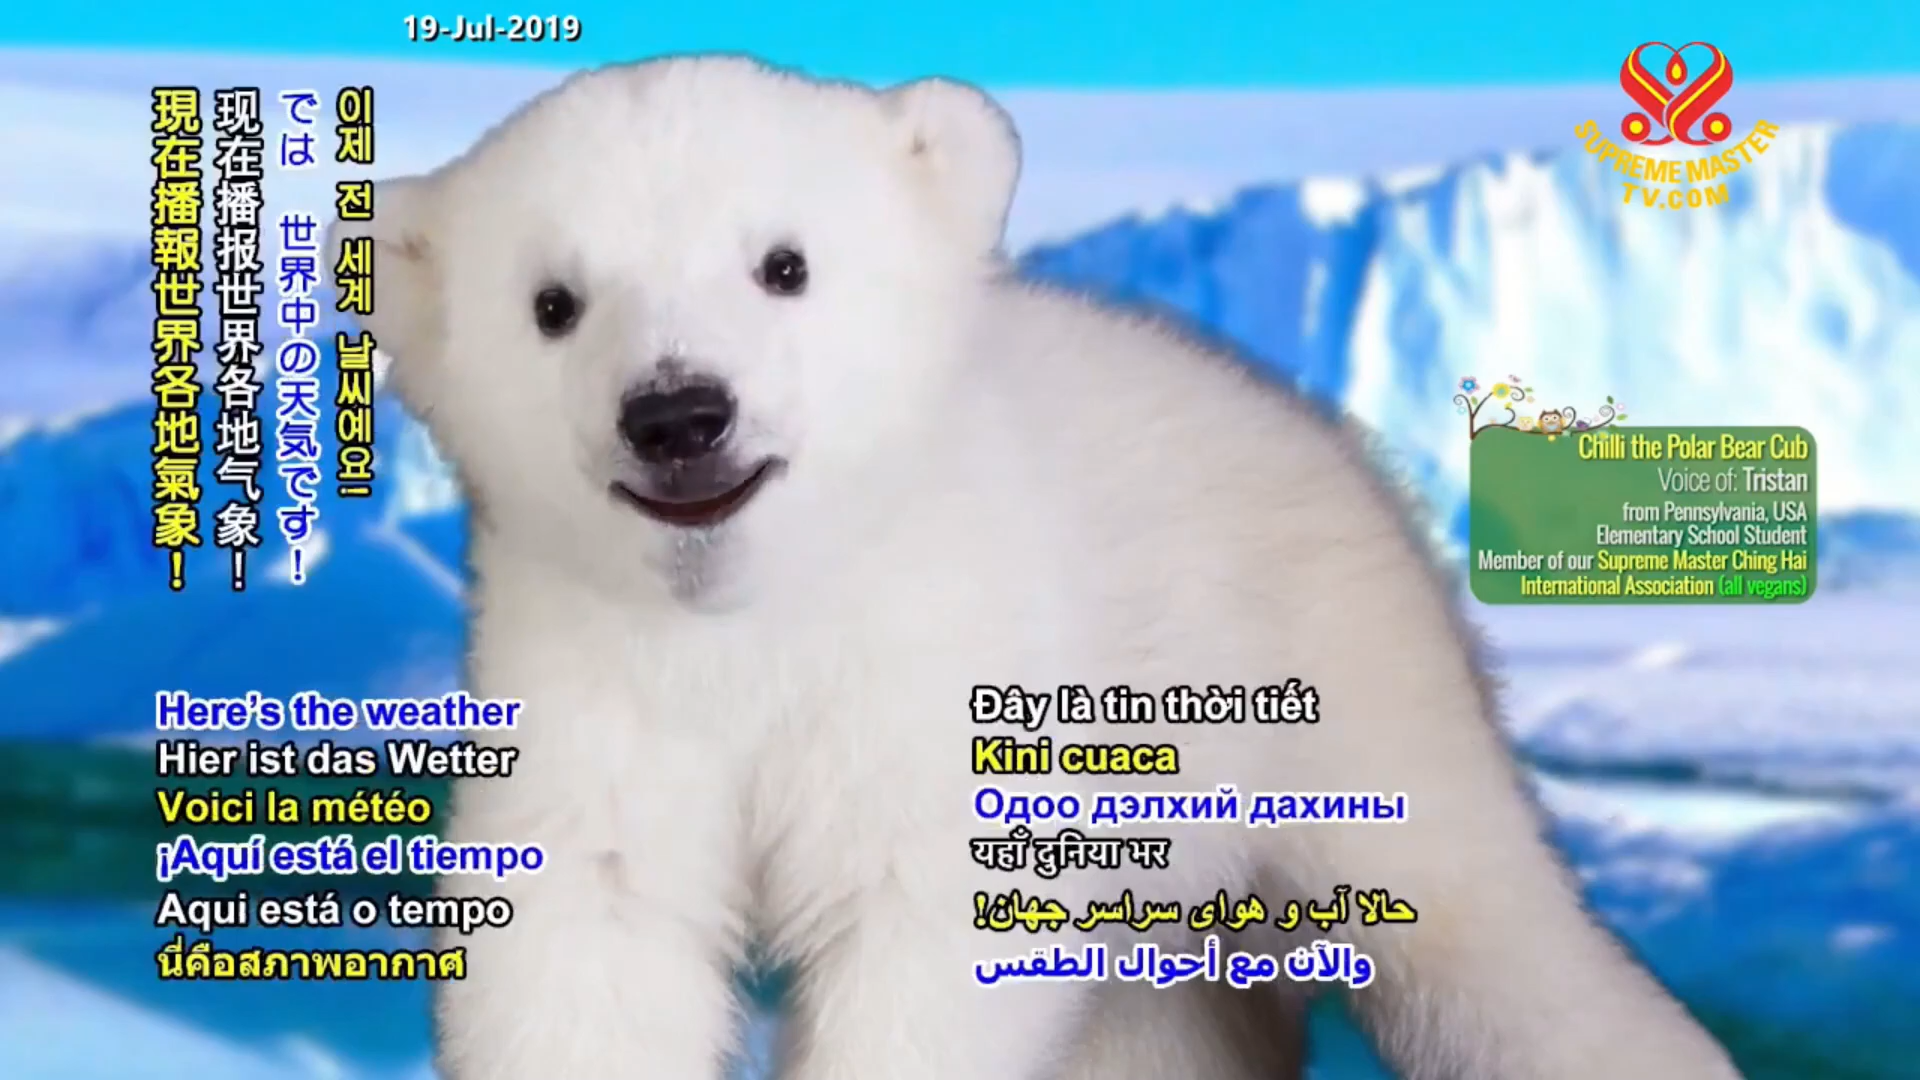 19-Jul-2019
SUPREME MASTER
TV.COM
現在播報世界各地氣象！
现在播报世界各地气象！
では 世界中の天気です！
이제 전 세계 날씨예요!
Chilli the Polar Bear Cub
Voice of: Tristan
from Pennsylvania, USA
Elementary School Student
Member of our Supreme Master Ching Hai
International Association (all vegans)
Here's the weather
Hier ist das Wetter
Voici la météo
¡Aquí está el tiempo
Aqui está o tempo
นี่คือสภาพอากาศ
Đây là tin thời tiết
Kini cuaca
Одоо дэлхий дахины
यहाँ दुनिया भर
حالا آب و هوای سراسر جهان!
والآن مع أحوال الطقس